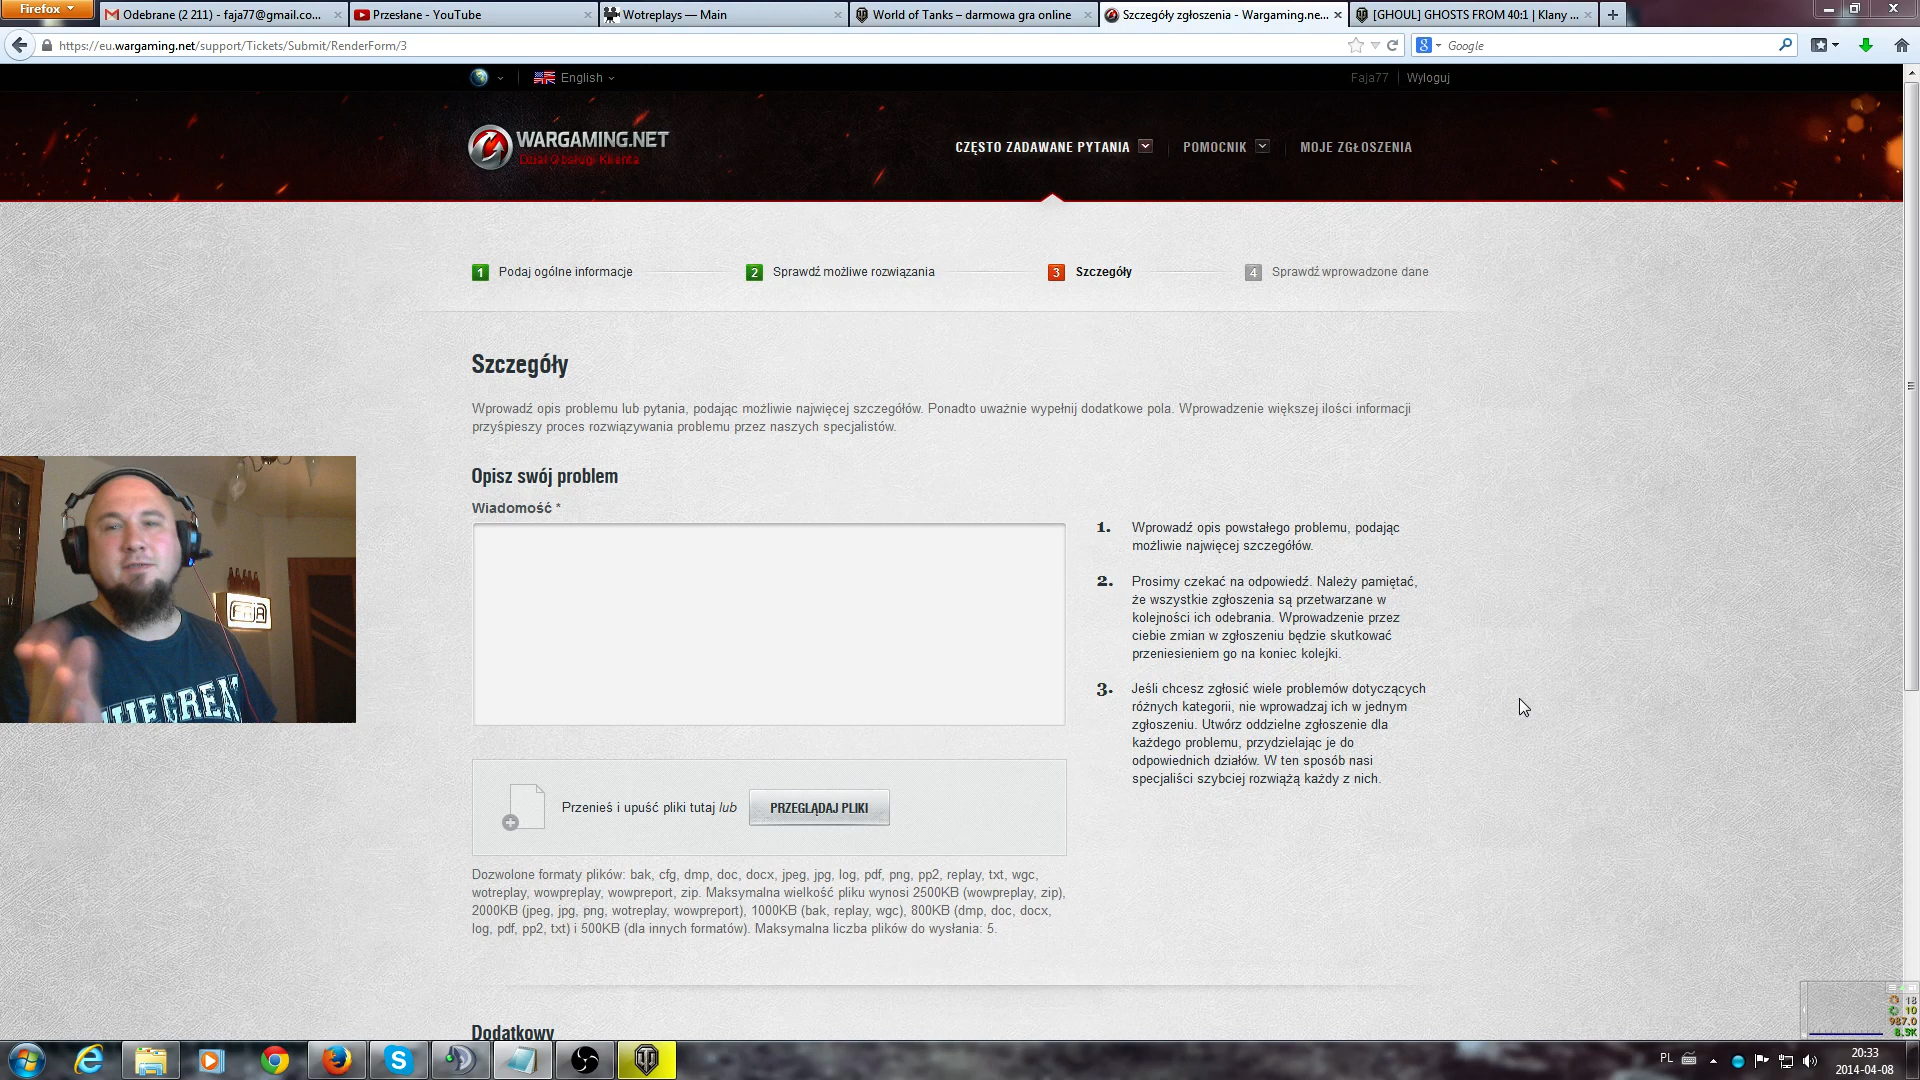 Firefox
Odebrane (2 211) - faja77@gmail.co...
Przesłane - YouTube
Wotreplays — Main
World of Tanks – darmowa gra online
Szczegóły zgłoszenia - Wargaming.ne...
[GHOUL] GHOSTS FROM 40:1 | Klany ...
https://eu.wargaming.net/support/Tickets/Submit/RenderForm/3
Google
English
Faja77
Wyloguj
WARGAMING.NET
Dział Obsługi Klienta
CZĘSTO ZADAWANE PYTANIA
POMOCNIK
MOJE ZGŁOSZENIA
1 Podaj ogólne informacje
2 Sprawdź możliwe rozwiązania
3 Szczegóły
4 Sprawdź wprowadzone dane
Szczegóły
Wprowadź opis problemu lub pytania, podając możliwie najwięcej szczegółów. Ponadto uważnie wypełnij dodatkowe pola. Wprowadzenie większej ilości informacji
przyśpieszy proces rozwiązywania problemu przez naszych specjalistów.
Opisz swój problem
Wiadomość *
1. Wprowadź opis powstałego problemu, podając
możliwie najwięcej szczegółów.
2. Prosimy czekać na odpowiedź. Należy pamiętać,
że wszystkie zgłoszenia są przetwarzane w
kolejności ich odebrania. Wprowadzenie przez
ciebie zmian w zgłoszeniu będzie skutkować
przeniesieniem go na koniec kolejki.
3. Jeśli chcesz zgłosić wiele problemów dotyczących
różnych kategorii, nie wprowadzaj ich w jednym
zgłoszeniu. Utwórz oddzielne zgłoszenie dla
każdego problemu, przydzielając je do
odpowiednich działów. W ten sposób nasi
specjaliści szybciej rozwiążą każdy z nich.
FAJA
Przenieś i upuść pliki tutaj lub
PRZEGLĄDAJ PLIKI
Dozwolone formaty plików: bak, cfg, dmp, doc, docx, jpeg, jpg, log, pdf, png, pp2, replay, txt, wgc,
wotreplay, wowpreplay, wowpreport, zip. Maksymalna wielkość pliku wynosi 2500KB (wowpreplay, zip),
2000KB (jpeg, jpg, png, wotreplay, wowpreport), 1000KB (bak, replay, wgc), 800KB (dmp, doc, docx,
log, pdf, pp2, txt) i 500KB (dla innych formatów). Maksymalna liczba plików do wysłania: 5.
Dodatkowy
18
10
987.0
8.5K
PL
20:33
2014-04-08